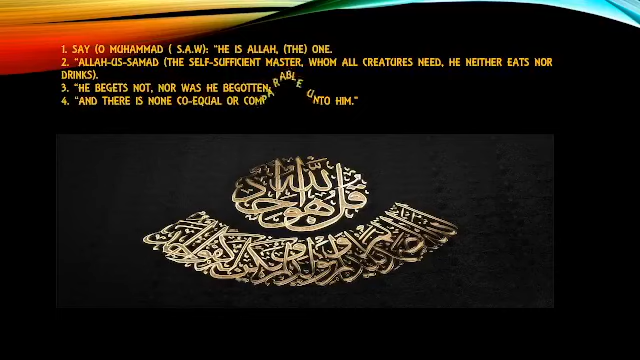 1. SAY (O MUHAMMAD ( S.A.W): "HE IS ALLAH, (THE) ONE.
2. "ALLAH-US-SAMAD (THE SELF-SUFFICIENT MASTER, WHOM ALL CREATURES NEED, HE NEITHER EATS NOR
DRINKS).
3. "HE BEGETS NOT, NOR WAS HE BEGOTTEN.
4. "AND THERE IS NONE CO-EQUAL OR COMPARABLE UNTO HIM."
قل هو الله أحد